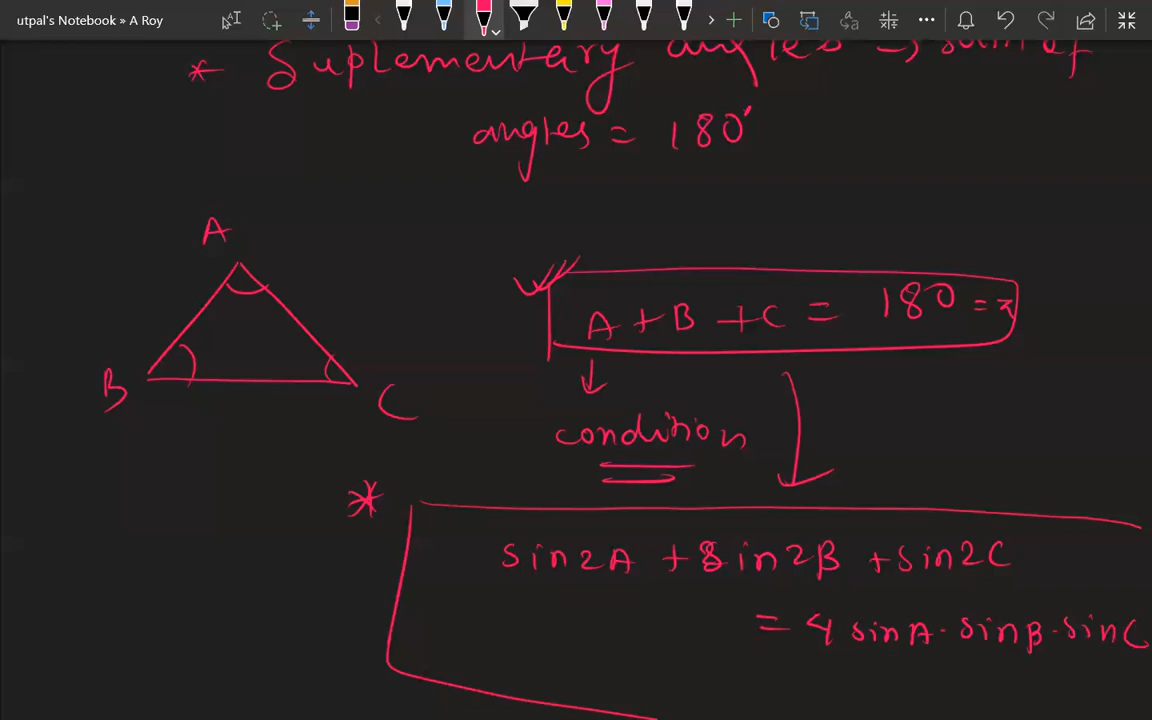 utpal's Notebook » A Roy
* Suplementary angles → sum of
angles = 180°
A
B
C
A + B + C = 180 = π
condition
*
sin2A + sin2B + sin2C
= 4 sinA · sinB · sinC